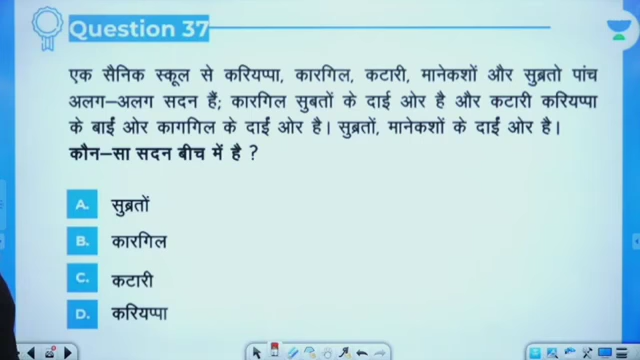 Question 37
एक सैनिक स्कूल से करियप्पा, कारगिल, कटारी, मानेकशों और सुब्रतो पांच
अलग–अलग सदन हैं; कारगिल सुबतों के दाई ओर है और कटारी करियप्पा
के बाईं ओर कागगिल के दाईं ओर है। सुब्रतों, मानेकशों के दाईं ओर है।
कौन–सा सदन बीच में है ?
A. सुब्रतों
B. कारगिल
C. कटारी
D. करियप्पा